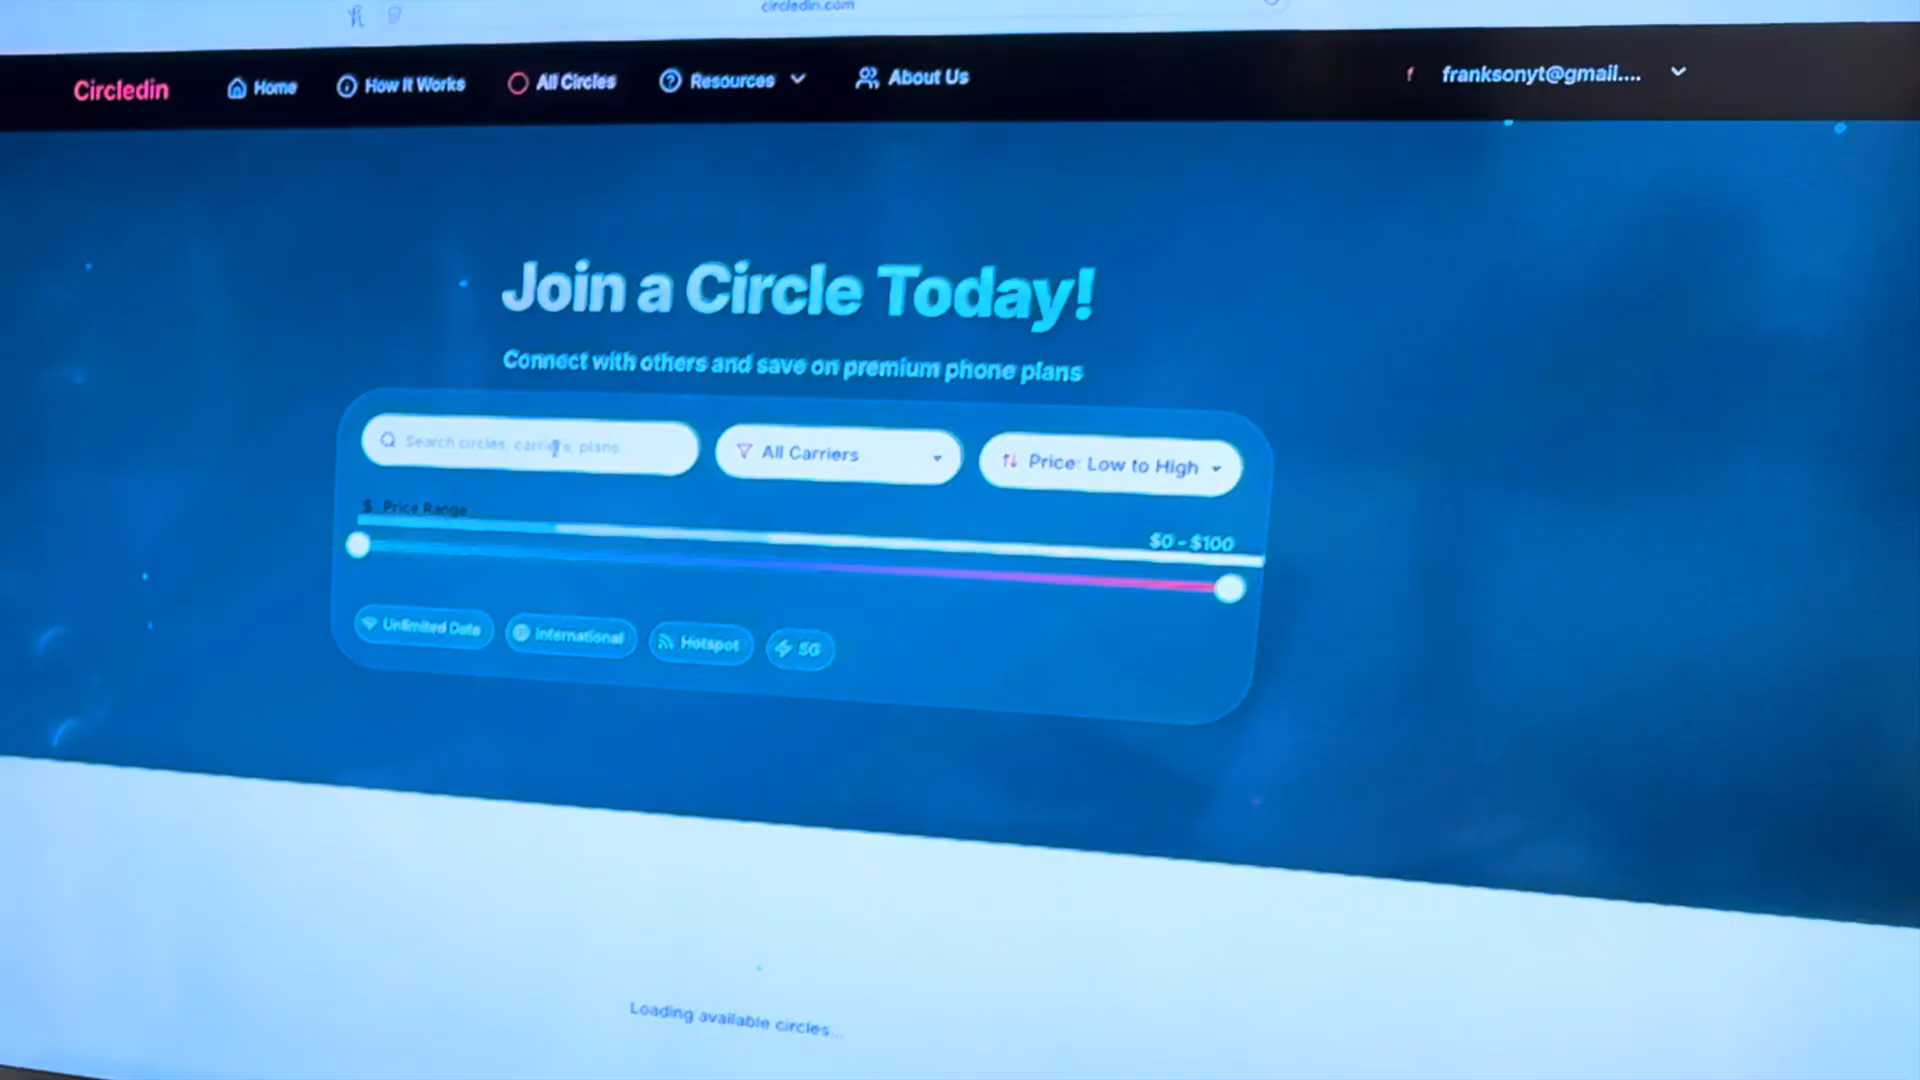 circledin.com
Circledin
Home
How It Works
All Circles
Resources
About Us
f
franksonyt@gmail....
Join a Circle Today!
Connect with others and save on premium phone plans
Search circles, carriers, plans
All Carriers
Price: Low to High
$ Price Range
$0 - $100
Unlimited Data
International
Hotspot
5G
Loading available circles...